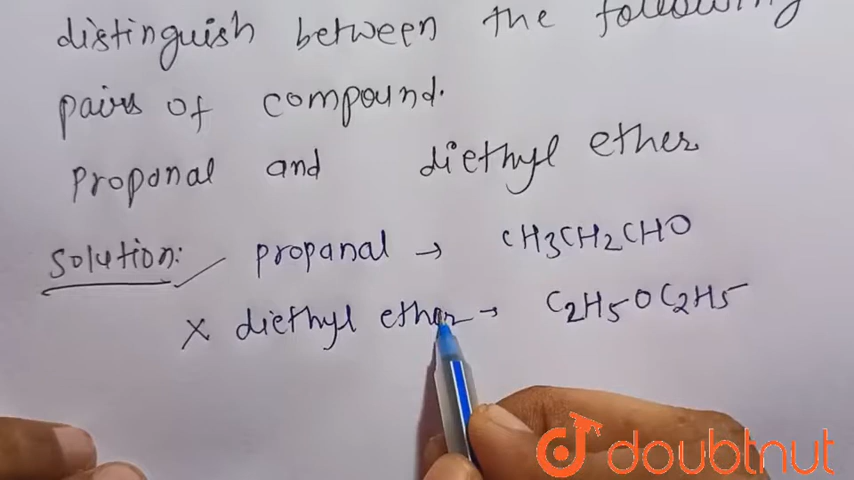 distinguish between the following
pairs of compound.
Propanal and diethyl ether
Solution: propanal → CH3CH2CHO
X diethyl ether → C2H5OC2H5
doubtnut